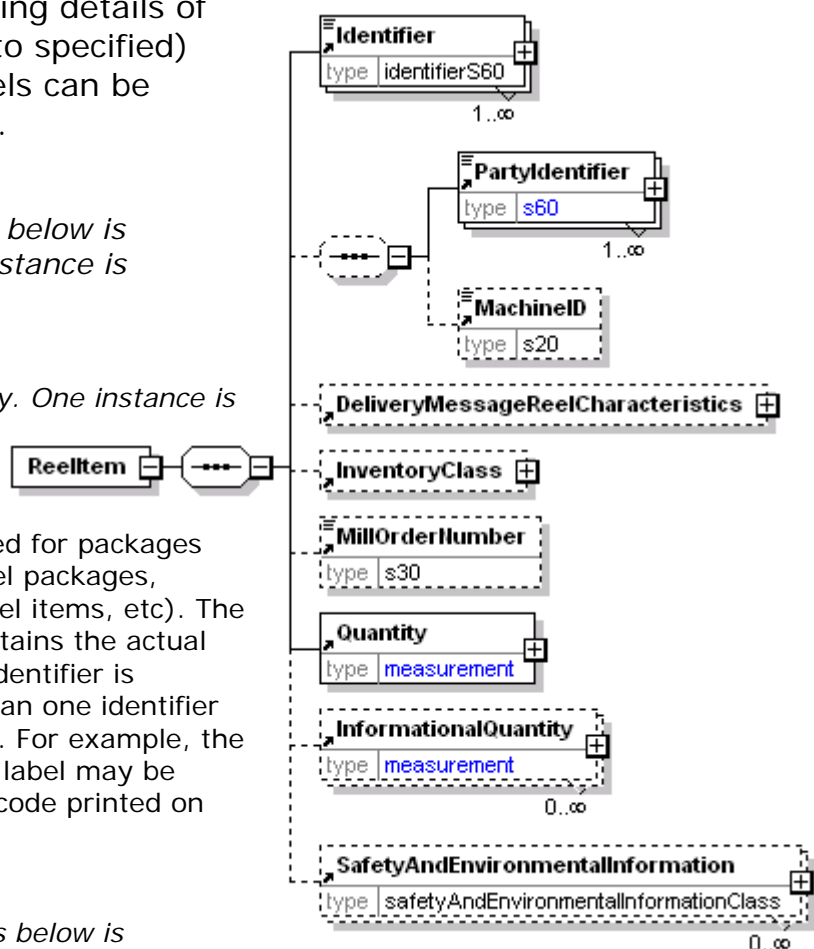 ing details of
to specified)
els can be
.
below is
stance is
y. One instance is
ed for packages
el packages,
el items, etc). The
tains the actual
dentifier is
an one identifier
. For example, the
label may be
code printed on
s below is
ReelItem
Identifier
type identifierS60
1..∞
PartyIdentifier
type s60
1..∞
MachineID
type s20
DeliveryMessageReelCharacteristics
InventoryClass
MillOrderNumber
type s30
Quantity
type measurement
InformationalQuantity
type measurement
0..∞
SafetyAndEnvironmentalInformation
type safetyAndEnvironmentalInformationClass
0..∞